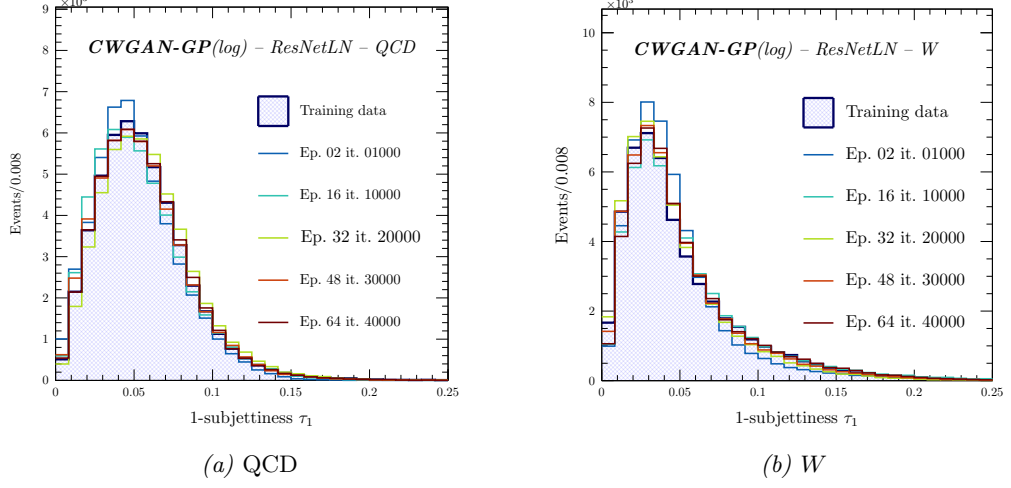 CWGAN-GP(log) – ResNetLN – QCD
Training data
Ep. 02 it. 01000
Ep. 16 it. 10000
Ep. 32 it. 20000
Ep. 48 it. 30000
Ep. 64 it. 40000
9
8
7
6
5
4
3
2
1
0
Events/0.008
0
0.05
0.1
0.15
0.2
0.25
1-subjettiness τ1
(a) QCD
CWGAN-GP(log) – ResNetLN – W
Training data
Ep. 02 it. 01000
Ep. 16 it. 10000
Ep. 32 it. 20000
Ep. 48 it. 30000
Ep. 64 it. 40000
10
8
6
4
2
0
Events/0.008
0
0.05
0.1
0.15
0.2
0.25
1-subjettiness τ1
(b) W